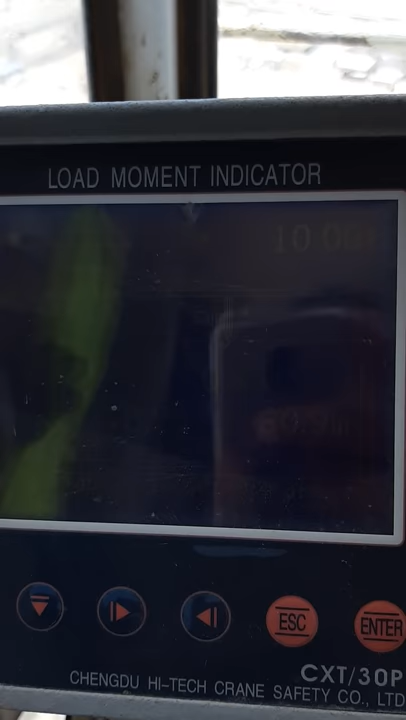 LOAD MOMENT INDICATOR
ESC
ENTER
CXT/30P
CHENGDU HI-TECH CRANE SAFETY CO., LTD